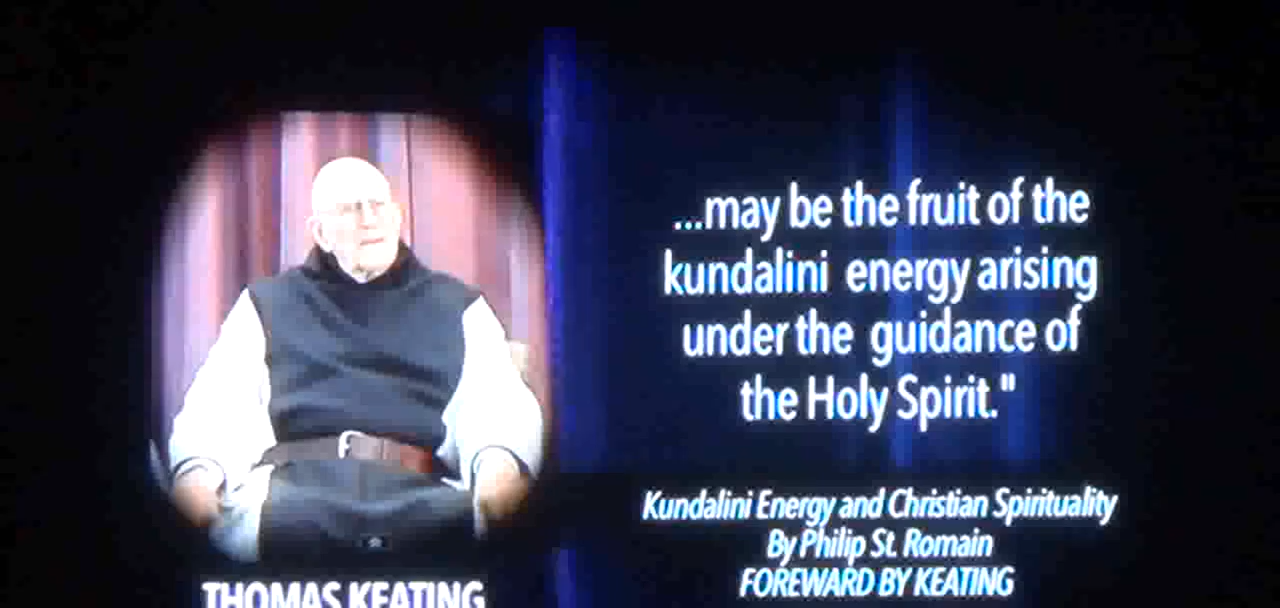 ...may be the fruit of the
kundalini energy arising
under the guidance of
the Holy Spirit."
Kundalini Energy and Christian Spirituality
By Philip St. Romain
FOREWARD BY KEATING
THOMAS KEATING